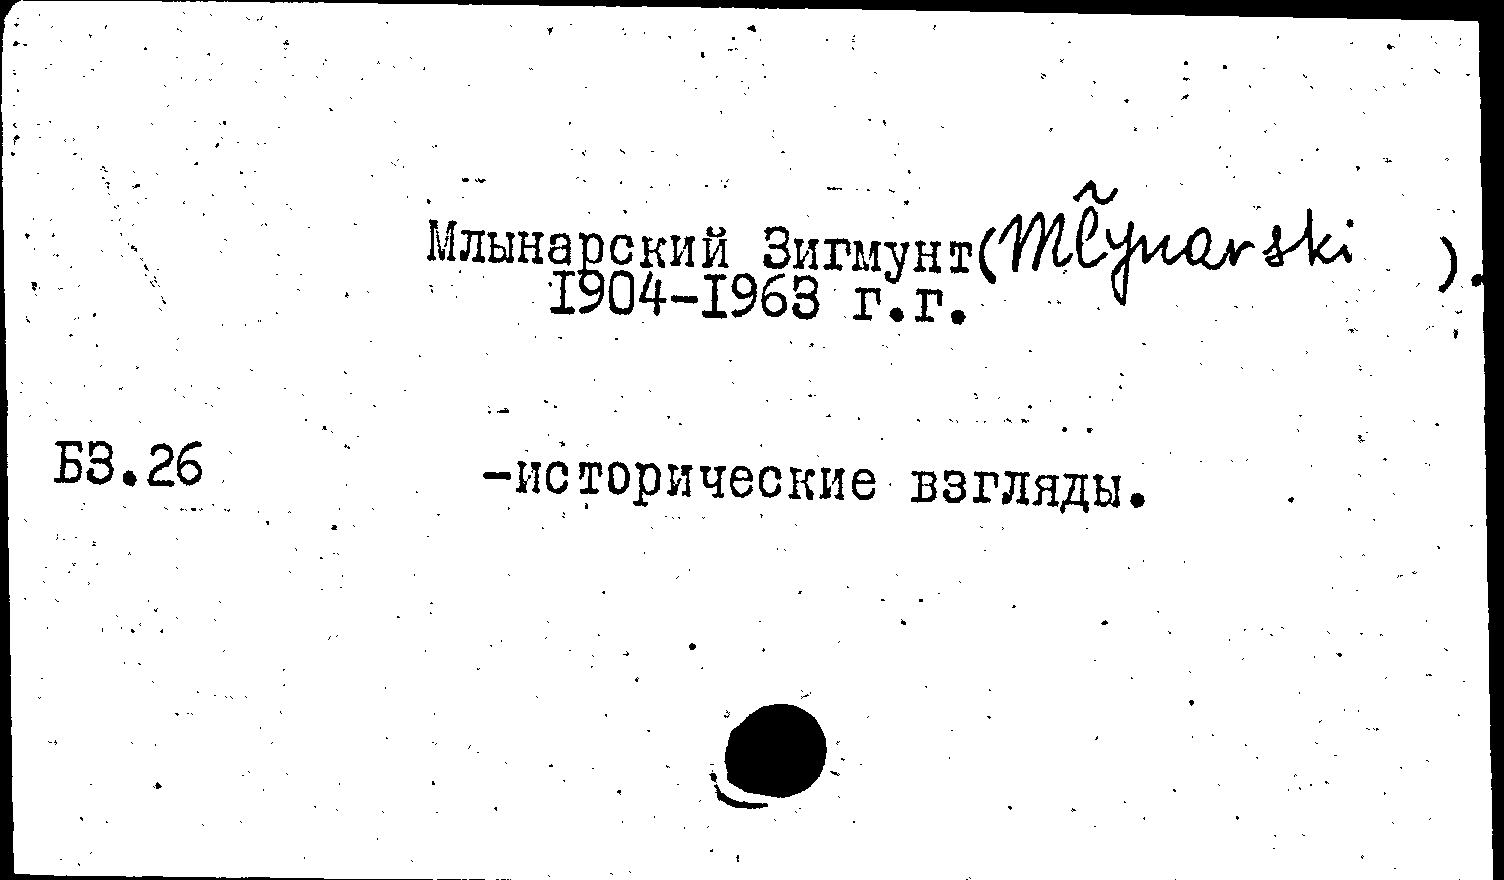 Млынарский Зигмунт(Młynarski ).
1904-1963 г.г.
Б3.26 -исторические взгляды.